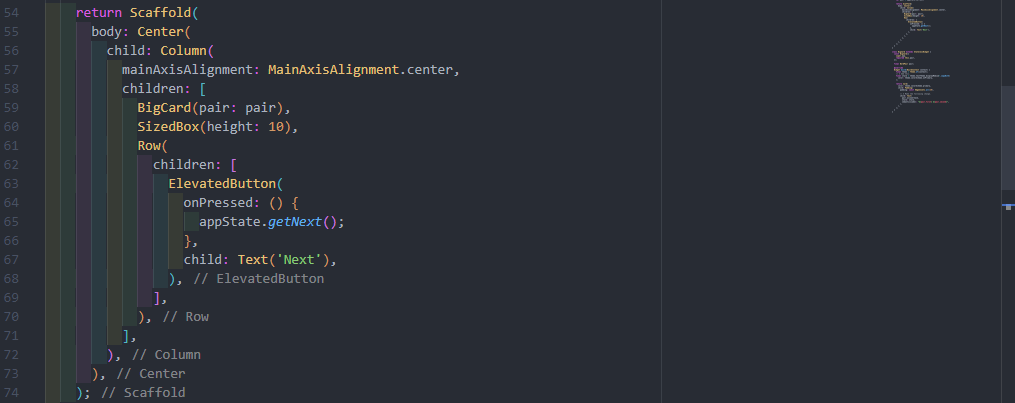 54 return Scaffold(
55 body: Center(
56 child: Column(
57 mainAxisAlignment: MainAxisAlignment.center,
58 children: [
59 BigCard(pair: pair),
60 SizedBox(height: 10),
61 Row(
62 children: [
63 ElevatedButton(
64 onPressed: () {
65 appState.getNext();
66 },
67 child: Text('Next'),
68 ), // ElevatedButton
69 ],
70 ), // Row
71 ],
72 ), // Column
73 ), // Center
74 ); // Scaffold